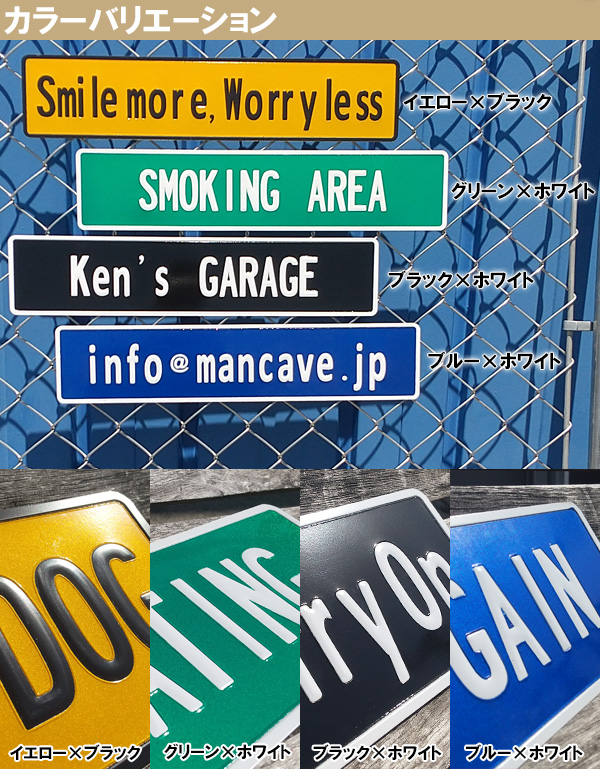 カラーバリエーション
Smile more, Worry less
イエロー×ブラック
SMOKING AREA
グリーン×ホワイト
Ken's GARAGE
ブラック×ホワイト
info@mancave.jp
ブルー×ホワイト
DOG
ATING
rryOn
GAIN
イエロー×ブラック
グリーン×ホワイト
ブラック×ホワイト
ブルー×ホワイト